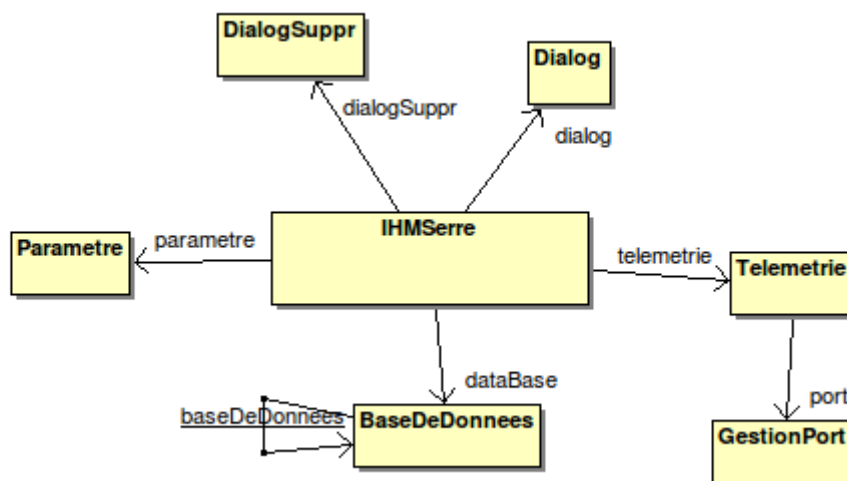 DialogSuppr
Dialog
dialogSuppr
dialog
IHMSerre
Parametre
parametre
telemetrie
Telemetrie
dataBase
port
baseDeDonnees
BaseDeDonnees
GestionPort